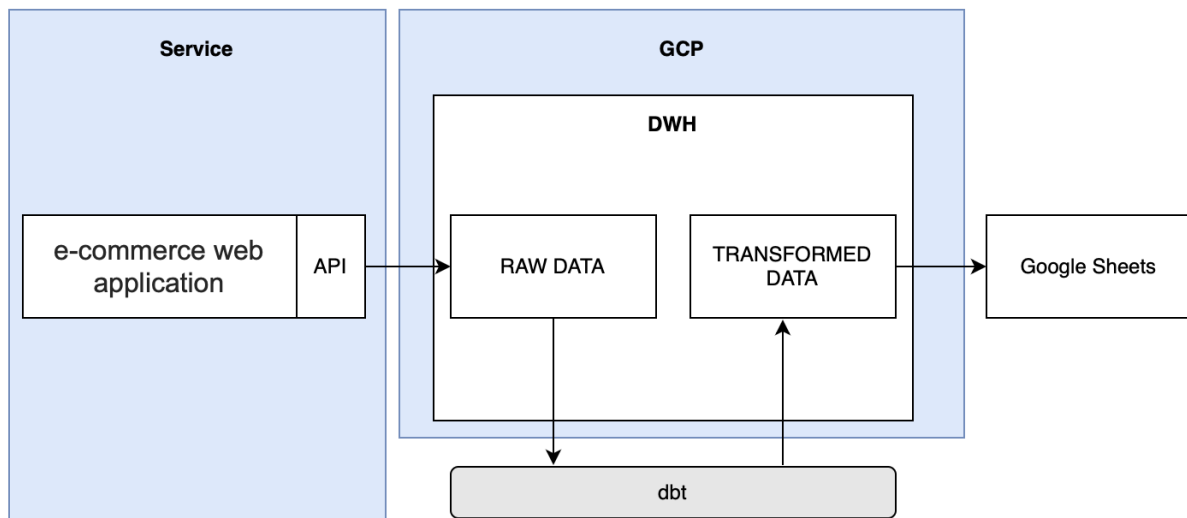 Service
GCP
DWH
e-commerce web
application
API
RAW DATA
TRANSFORMED
DATA
Google Sheets
dbt